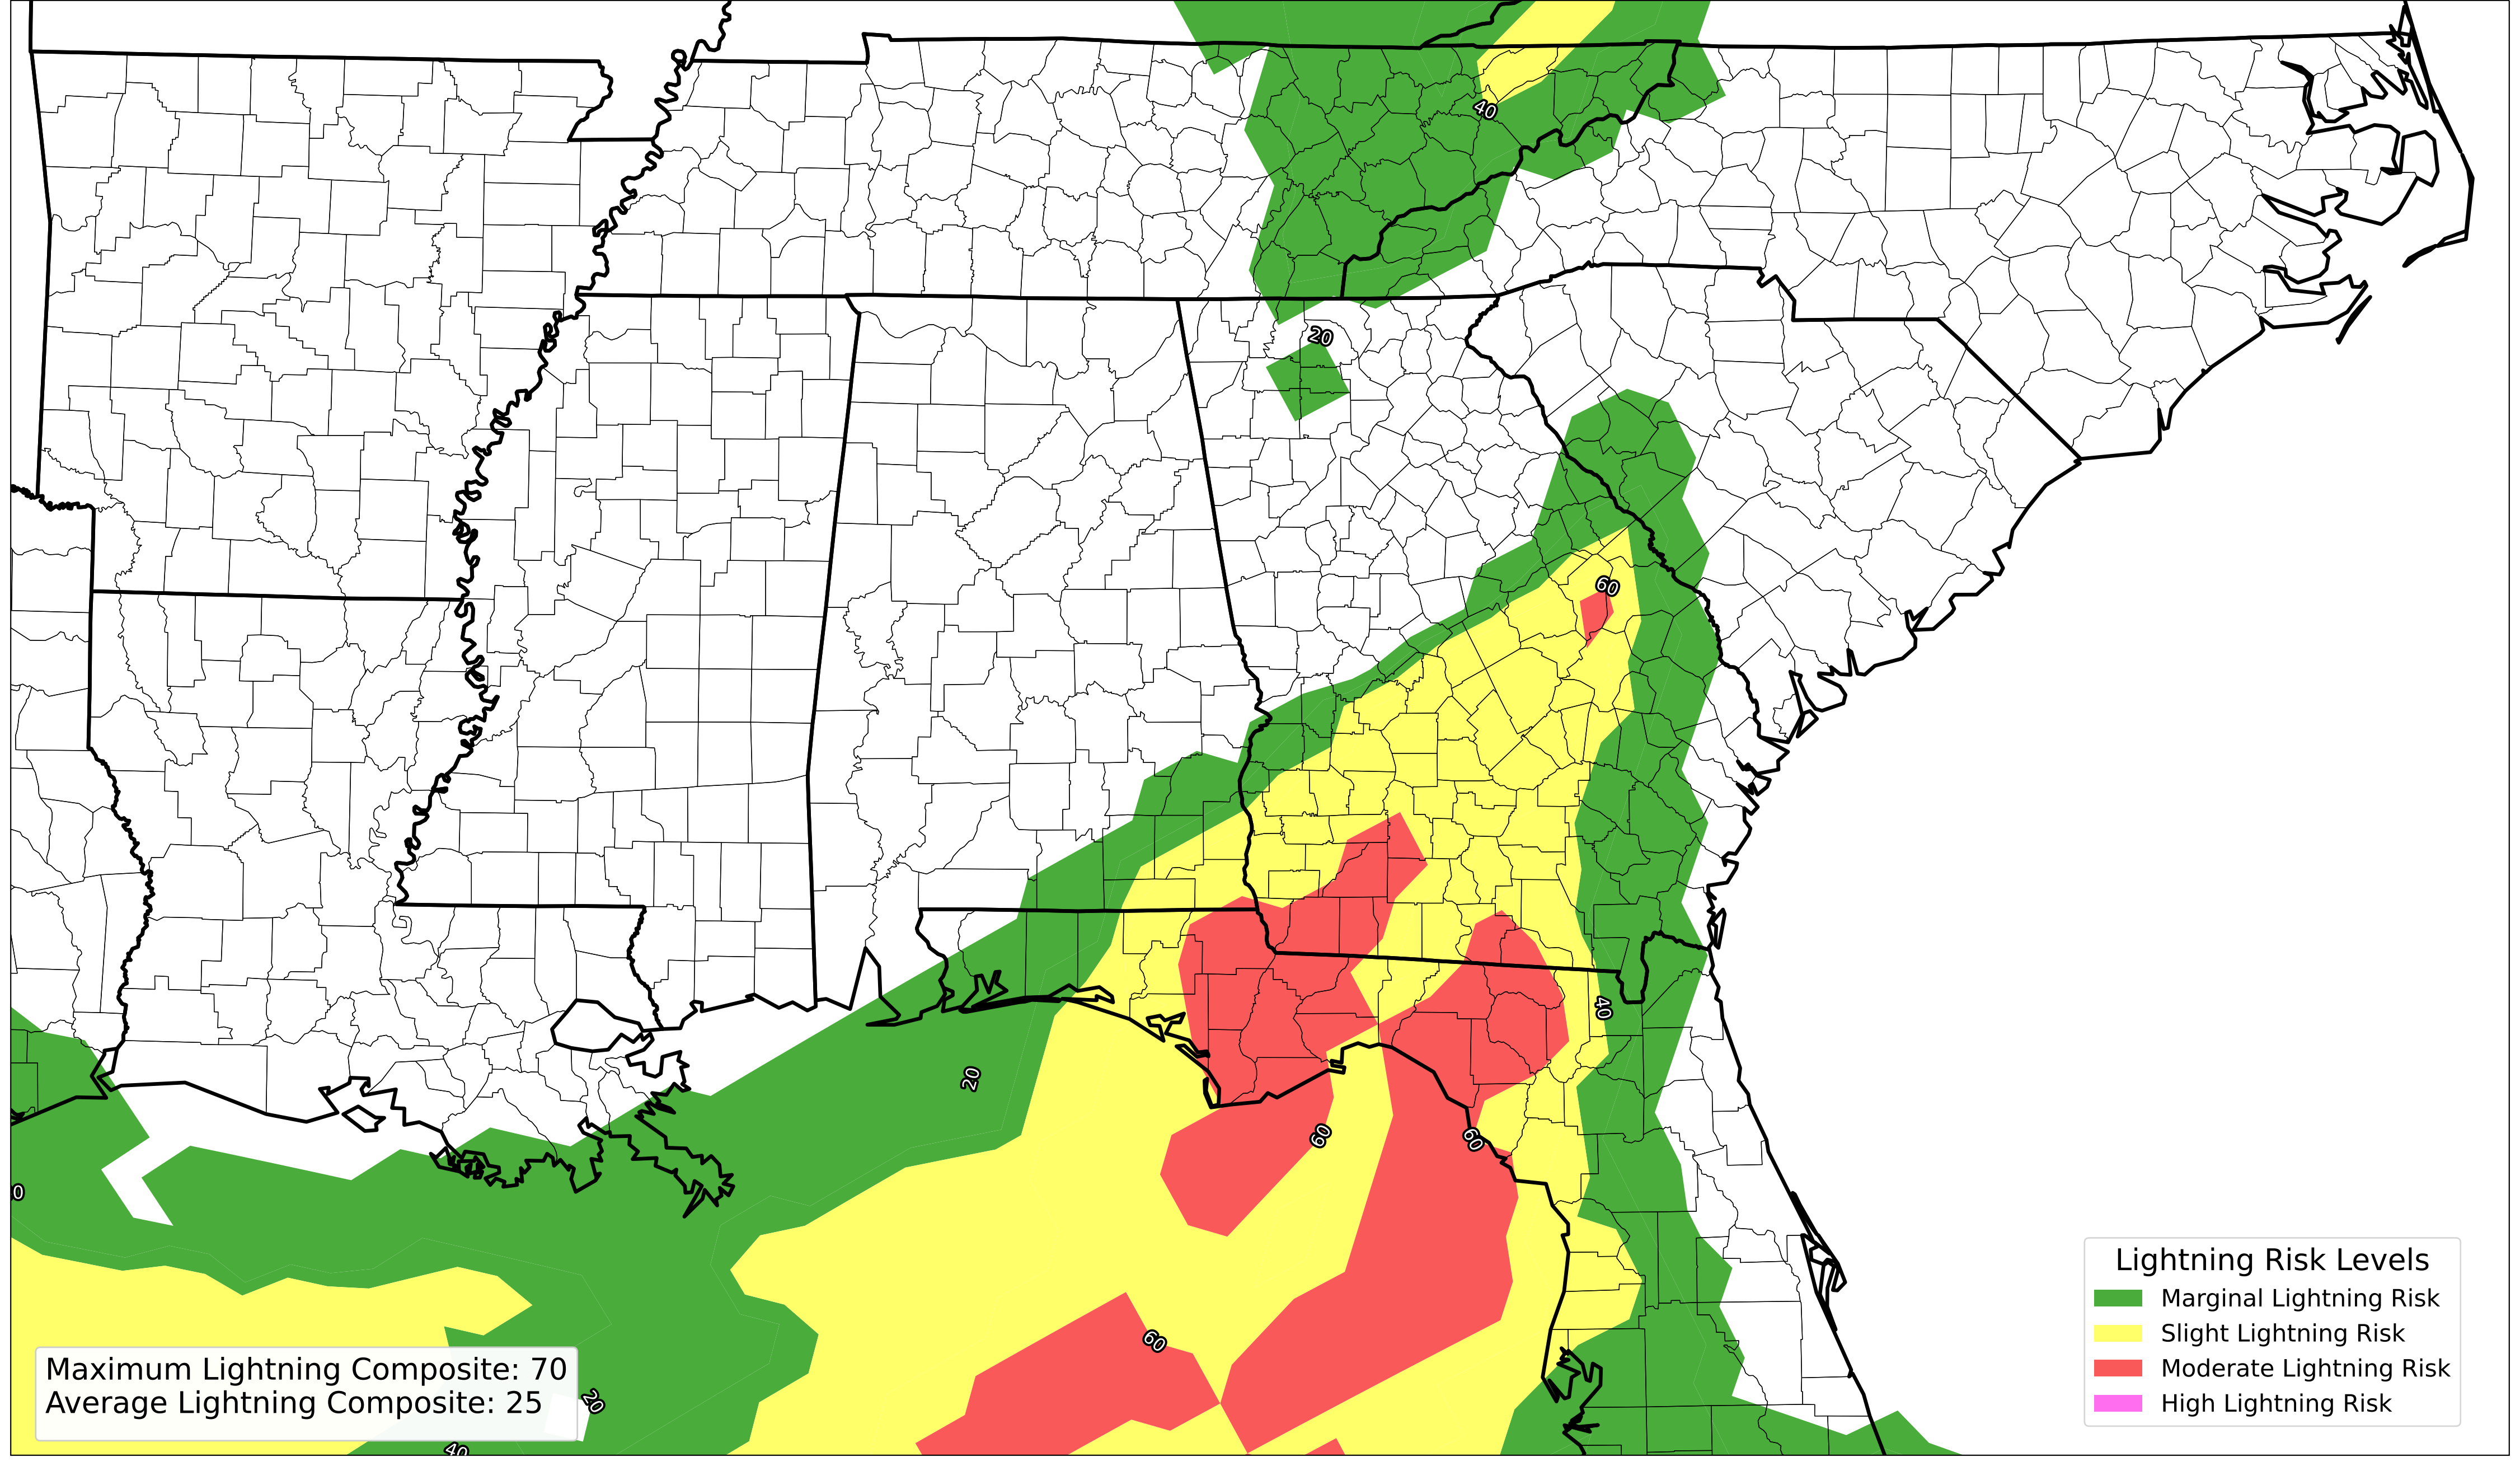 40
20
60
40
20
60
60
0
60
20
40
Lightning Risk Levels
Marginal Lightning Risk
Slight Lightning Risk
Moderate Lightning Risk
High Lightning Risk
Maximum Lightning Composite: 70
Average Lightning Composite: 25